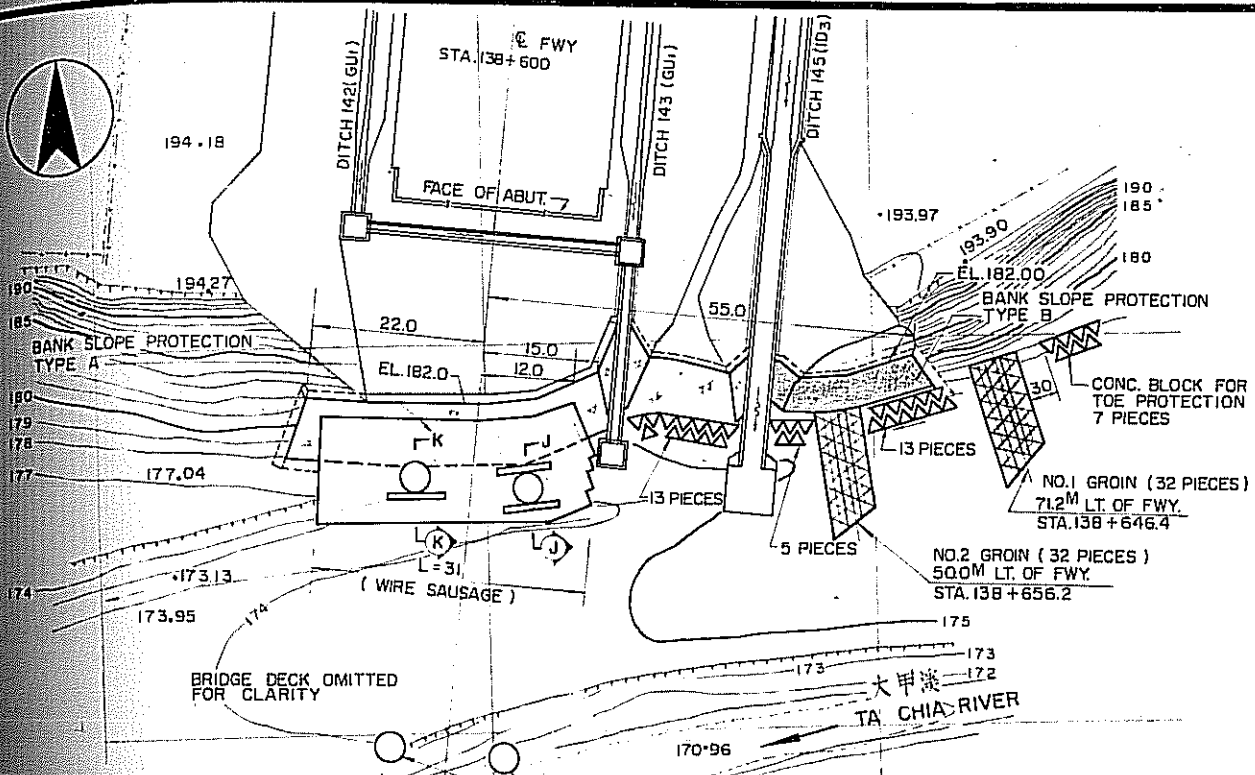 ℄ FWY
STA.138+600
DITCH 142(GU1)
DITCH 143 (GU1)
DITCH 145(ID3)
194.18
FACE OF ABUT.
190
185
180
193.97
193.90
EL.182.00
BANK SLOPE PROTECTION
TYPE B
190
194.27
185
BANK SLOPE PROTECTION
TYPE A
22.0
55.0
15.0
12.0
EL.182.0
180
179
178
177
177.04
K
J
30
CONC. BLOCK FOR
TOE PROTECTION
7 PIECES
13 PIECES
13 PIECES
5 PIECES
NO.1 GROIN (32 PIECES)
71.2M LT. OF FWY.
STA.138+646.4
NO.2 GROIN (32 PIECES)
50.0M LT. OF FWY.
STA.138+656.2
K
J
L=31
(WIRE SAUSAGE)
174
173.13
173.95
174
175
173
173
172
BRIDGE DECK OMITTED
FOR CLARITY
大甲溪
TA CHIA RIVER
170.96